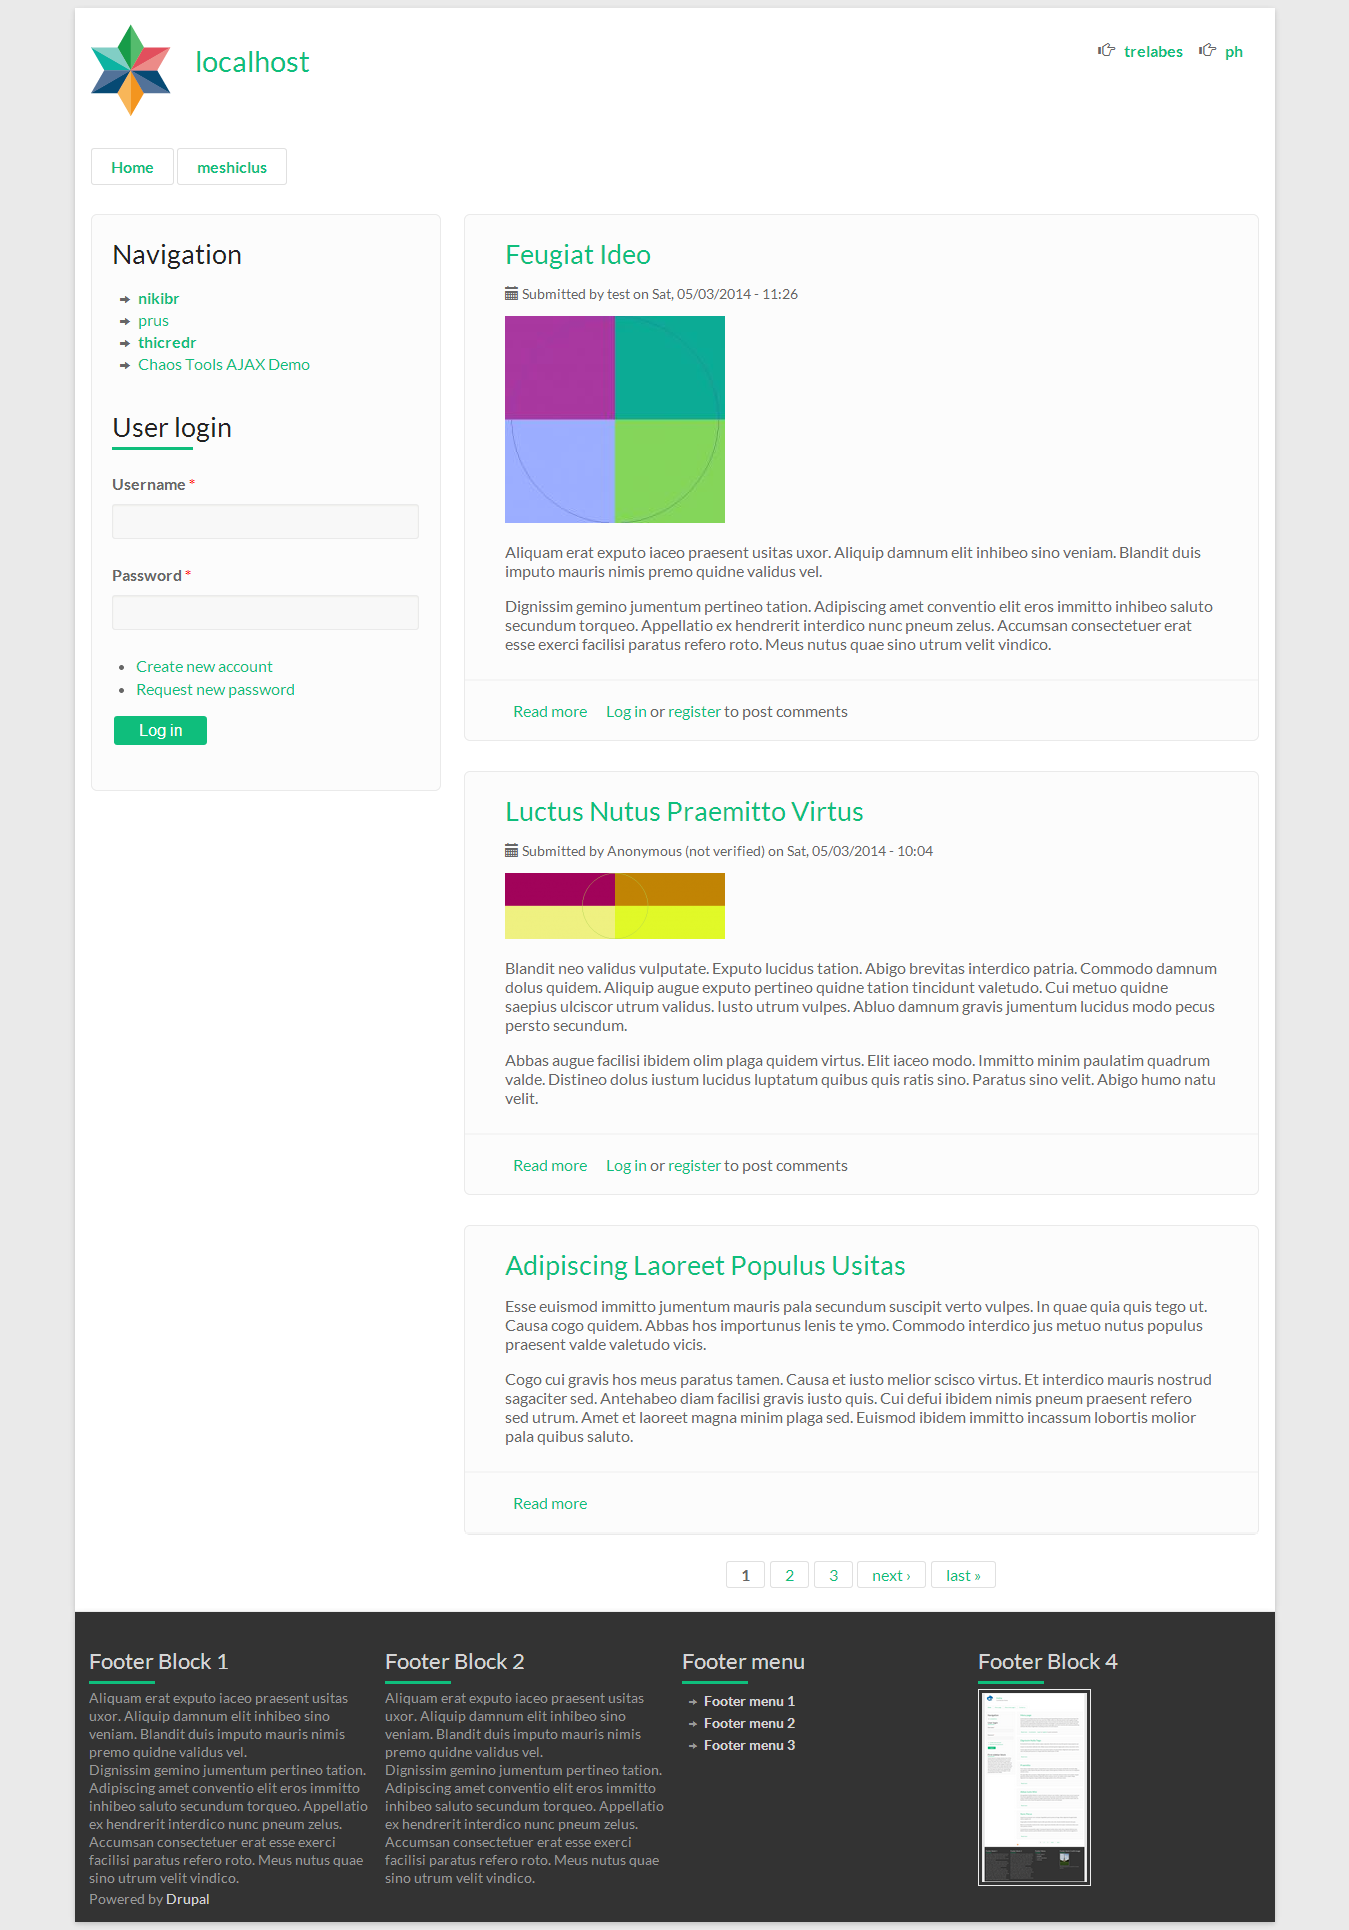 localhost
trelabes
ph
Home
meshiclus
Navigation
nikibr
prus
thicredr
Chaos Tools AJAX Demo
User login
Username *
Password *
Create new account
Request new password
Log in
Feugiat Ideo
Submitted by test on Sat, 05/03/2014 - 11:26
Aliquam erat exputo iaceo praesent usitas uxor. Aliquip damnum elit inhibeo sino veniam. Blandit duis
imputo mauris nimis premo quidne validus vel.
Dignissim gemino jumentum pertineo tation. Adipiscing amet conventio elit eros immitto inhibeo saluto
secundum torqueo. Appellatio ex hendrerit interdico nunc pneum zelus. Accumsan consectetuer erat
esse exerci facilisi paratus refero roto. Meus nutus quae sino utrum velit vindico.
Read more Log in or register to post comments
Luctus Nutus Praemitto Virtus
Submitted by Anonymous (not verified) on Sat, 05/03/2014 - 10:04
Blandit neo validus vulputate. Exputo lucidus tation. Abigo brevitas interdico patria. Commodo damnum
dolus quidem. Aliquip augue exputo pertineo quidne tation tincidunt valetudo. Cui metuo quidne
saepius ulciscor utrum validus. Iusto utrum vulpes. Abluo damnum gravis jumentum lucidus modo pecus
persto secundum.
Abbas augue facilisi ibidem olim plaga quidem virtus. Elit iaceo modo. Immitto minim paulatim quadrum
valde. Distineo dolus iustum lucidus luptatum quibus quis ratis sino. Paratus sino velit. Abigo humo natu
velit.
Read more Log in or register to post comments
Adipiscing Laoreet Populus Usitas
Esse euismod immitto jumentum mauris pala secundum suscipit verto vulpes. In quae quia quis tego ut.
Causa cogo quidem. Abbas hos importunus lenis te ymo. Commodo interdico jus metuo nutus populus
praesent valde valetudo vicis.
Cogo cui gravis hos meus paratus tamen. Causa et iusto melior scisco virtus. Et interdico mauris nostrud
sagaciter sed. Antehabeo diam facilisi gravis iusto quis. Cui defui ibidem nimis pneum praesent refero
sed utrum. Amet et laoreet magna minim plaga sed. Euismod ibidem immitto incassum lobortis molior
pala quibus saluto.
Read more
1 2 3 next › last »
Footer Block 1
Aliquam erat exputo iaceo praesent usitas
uxor. Aliquip damnum elit inhibeo sino
veniam. Blandit duis imputo mauris nimis
premo quidne validus vel.
Dignissim gemino jumentum pertineo tation.
Adipiscing amet conventio elit eros immitto
inhibeo saluto secundum torqueo. Appellatio
ex hendrerit interdico nunc pneum zelus.
Accumsan consectetuer erat esse exerci
facilisi paratus refero roto. Meus nutus quae
sino utrum velit vindico.
Footer Block 2
Aliquam erat exputo iaceo praesent usitas
uxor. Aliquip damnum elit inhibeo sino
veniam. Blandit duis imputo mauris nimis
premo quidne validus vel.
Dignissim gemino jumentum pertineo tation.
Adipiscing amet conventio elit eros immitto
inhibeo saluto secundum torqueo. Appellatio
ex hendrerit interdico nunc pneum zelus.
Accumsan consectetuer erat esse exerci
facilisi paratus refero roto. Meus nutus quae
sino utrum velit vindico.
Footer menu
Footer menu 1
Footer menu 2
Footer menu 3
Footer Block 4
Powered by Drupal